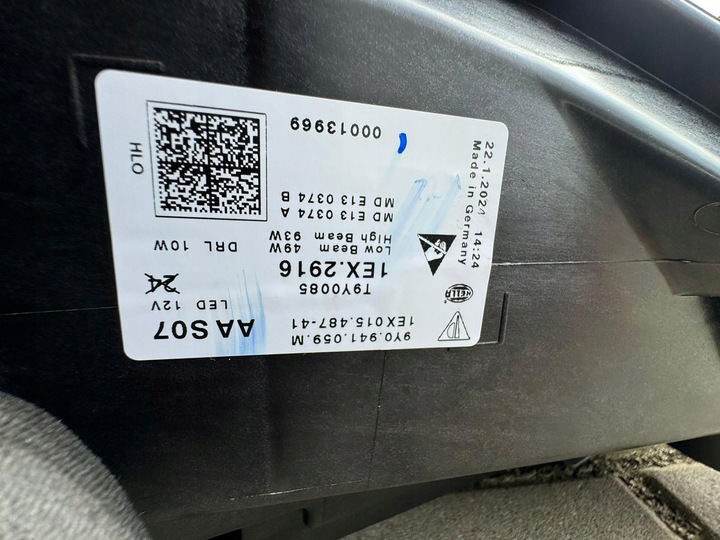 9Y0.941.059.M
1EX015.487-41
AA S07
LED 12V
24
HELLA
T9Y0085
1EX.2916
Low Beam 49W
High Beam 93W
DRL 10W
MD E13 0374 A
MD E13 0374 B
HLO
00013969
22.1.2024 14:24
Made in Germany